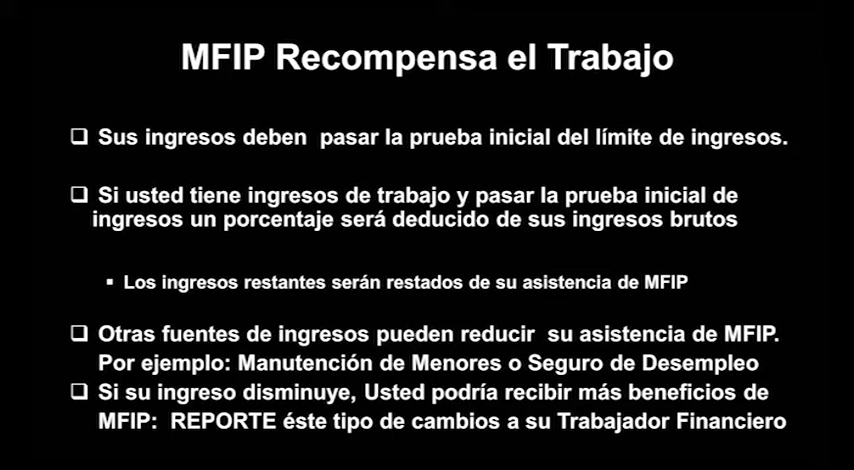 MFIP Recompensa el Trabajo
❑ Sus ingresos deben  pasar la prueba inicial del límite de ingresos.
❑ Si usted tiene ingresos de trabajo y pasar la prueba inicial de
ingresos un porcentaje será deducido de sus ingresos brutos
▪ Los ingresos restantes serán restados de su asistencia de MFIP
❑ Otras fuentes de ingresos pueden reducir  su asistencia de MFIP.
Por ejemplo: Manutención de Menores o Seguro de Desempleo
❑ Si su ingreso disminuye, Usted podría recibir más beneficios de
MFIP:  REPORTE éste tipo de cambios a su Trabajador Financiero